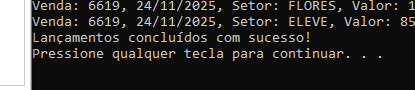 Venda: 6619, 24/11/2025, Setor: FLORES, Valor: 1
Venda: 6619, 24/11/2025, Setor: ELEVE, Valor: 85
Lançamentos concluídos com sucesso!
Pressione qualquer tecla para continuar. . .